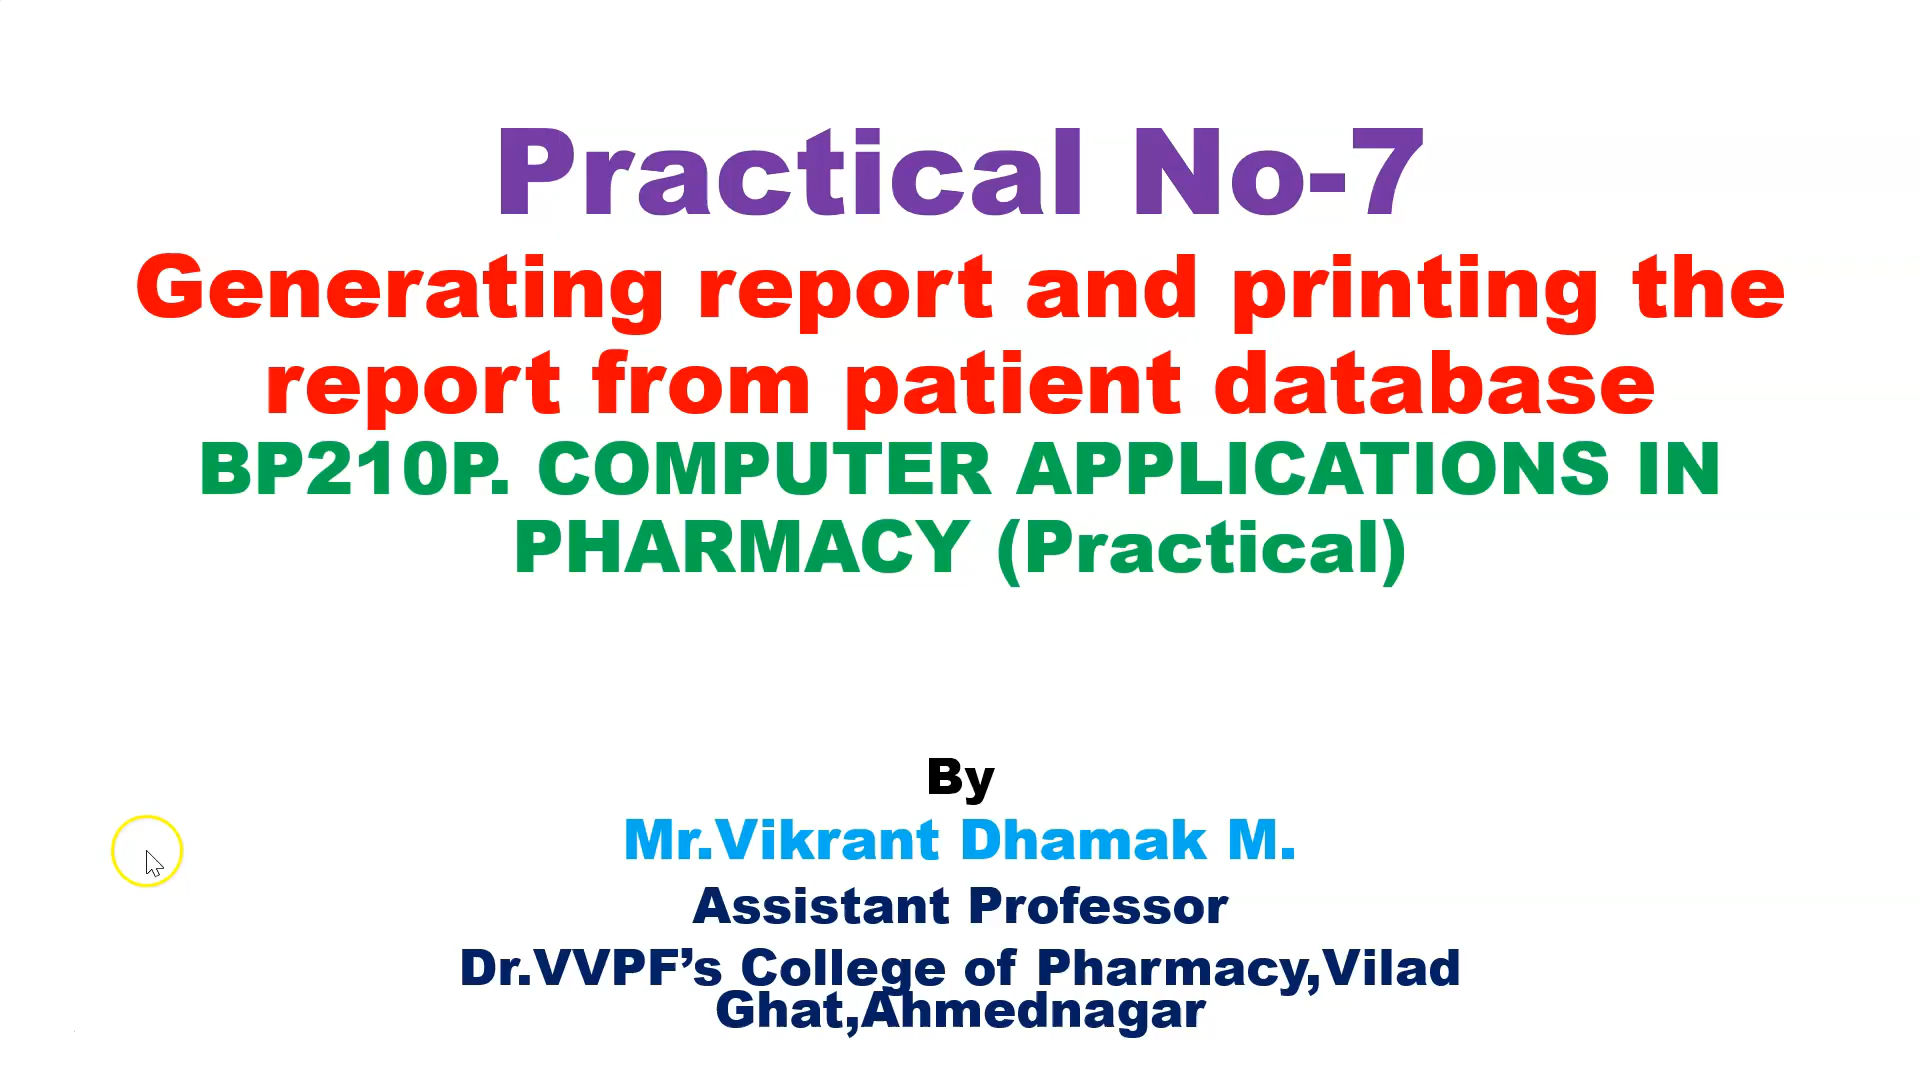 Practical No-7
Generating report and printing the
report from patient database
BP210P. COMPUTER APPLICATIONS IN
PHARMACY (Practical)
By
Mr.Vikrant Dhamak M.
Assistant Professor
Dr.VVPF’s College of Pharmacy,Vilad
Ghat,Ahmednagar